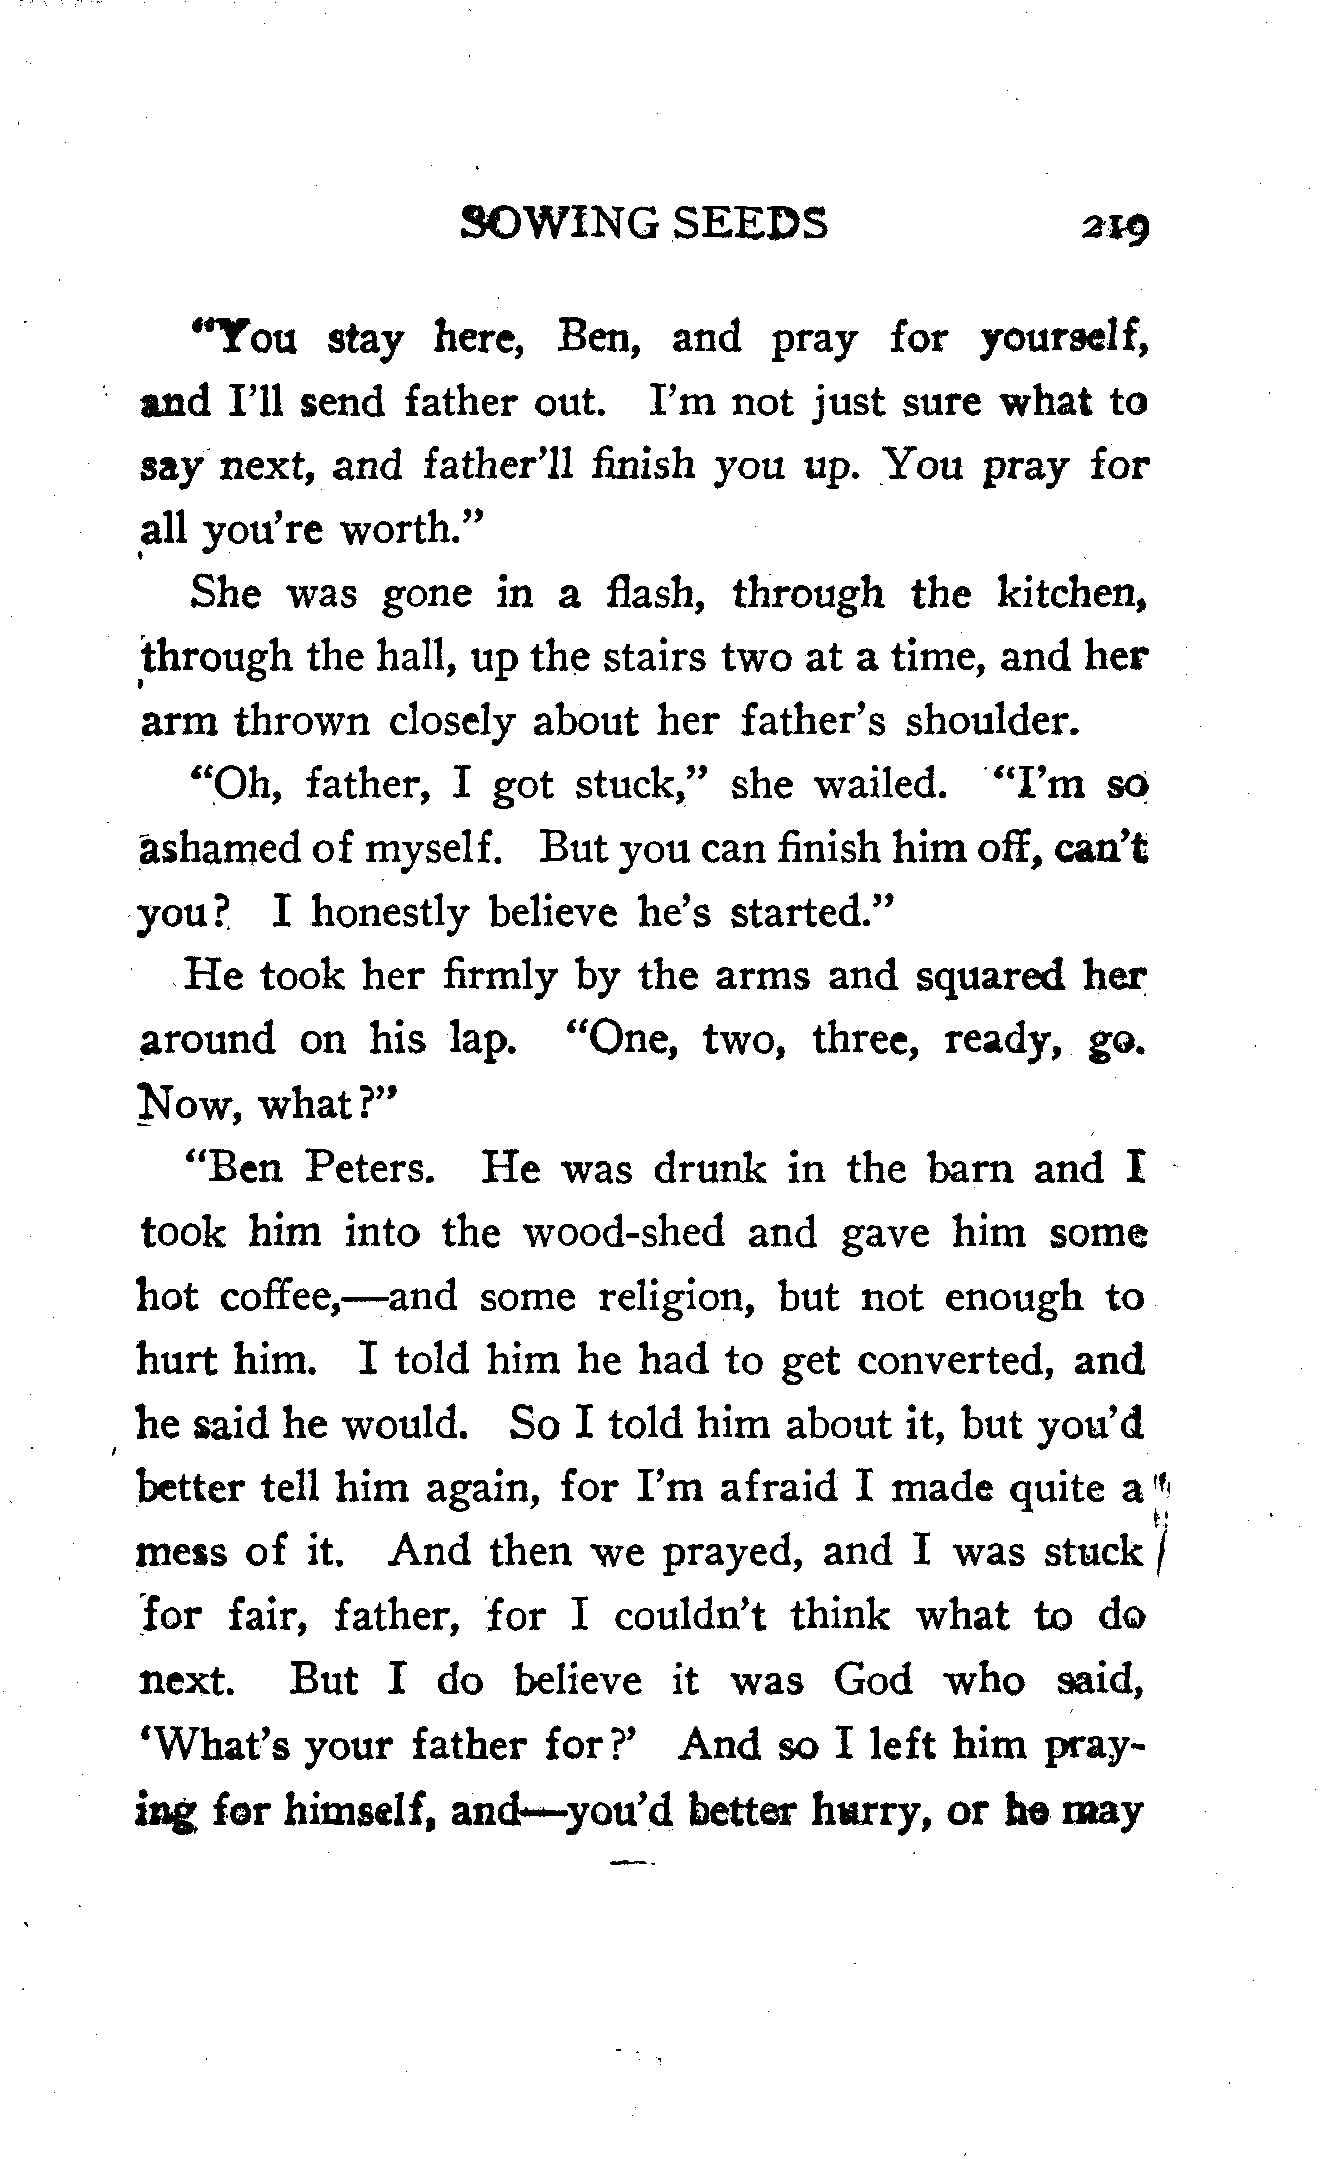 SOWING SEEDS 219
"You stay here, Ben, and pray for yourself,
and I'll send father out. I'm not just sure what to
say next, and father'll finish you up. You pray for
all you're worth."
She was gone in a flash, through the kitchen,
through the hall, up the stairs two at a time, and her
arm thrown closely about her father's shoulder.
"Oh, father, I got stuck," she wailed. "I'm so
ashamed of myself. But you can finish him off, can't
you? I honestly believe he's started."
He took her firmly by the arms and squared her
around on his lap. "One, two, three, ready, go.
Now, what?"
"Ben Peters. He was drunk in the barn and I
took him into the wood-shed and gave him some
hot coffee,—and some religion, but not enough to
hurt him. I told him he had to get converted, and
he said he would. So I told him about it, but you'd
better tell him again, for I'm afraid I made quite a
mess of it. And then we prayed, and I was stuck
for fair, father, for I couldn't think what to do
next. But I do believe it was God who said,
'What's your father for?' And so I left him pray-
ing for himself, and—you'd better hurry, or he may